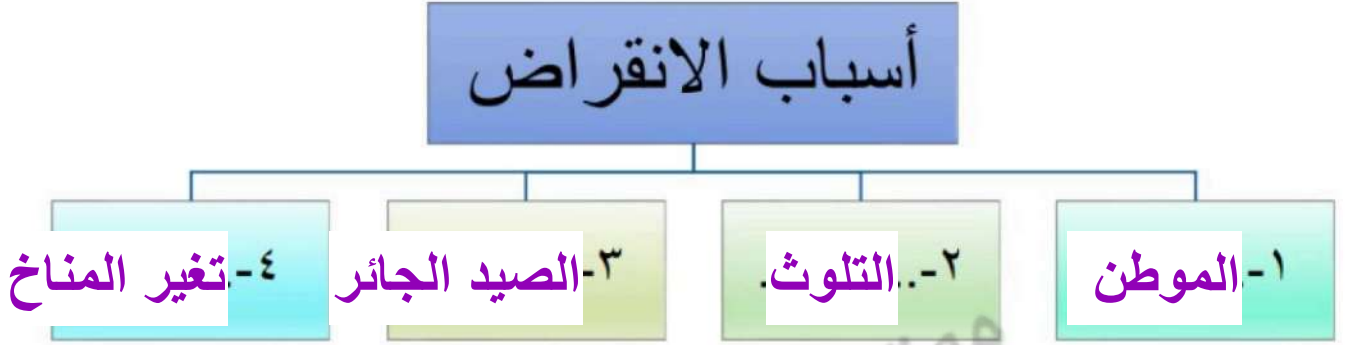 أسباب الانقراض
١-.الموطن
٢-..التلوث.
٣-الصيد الجائر
٤-.تغير المناخ